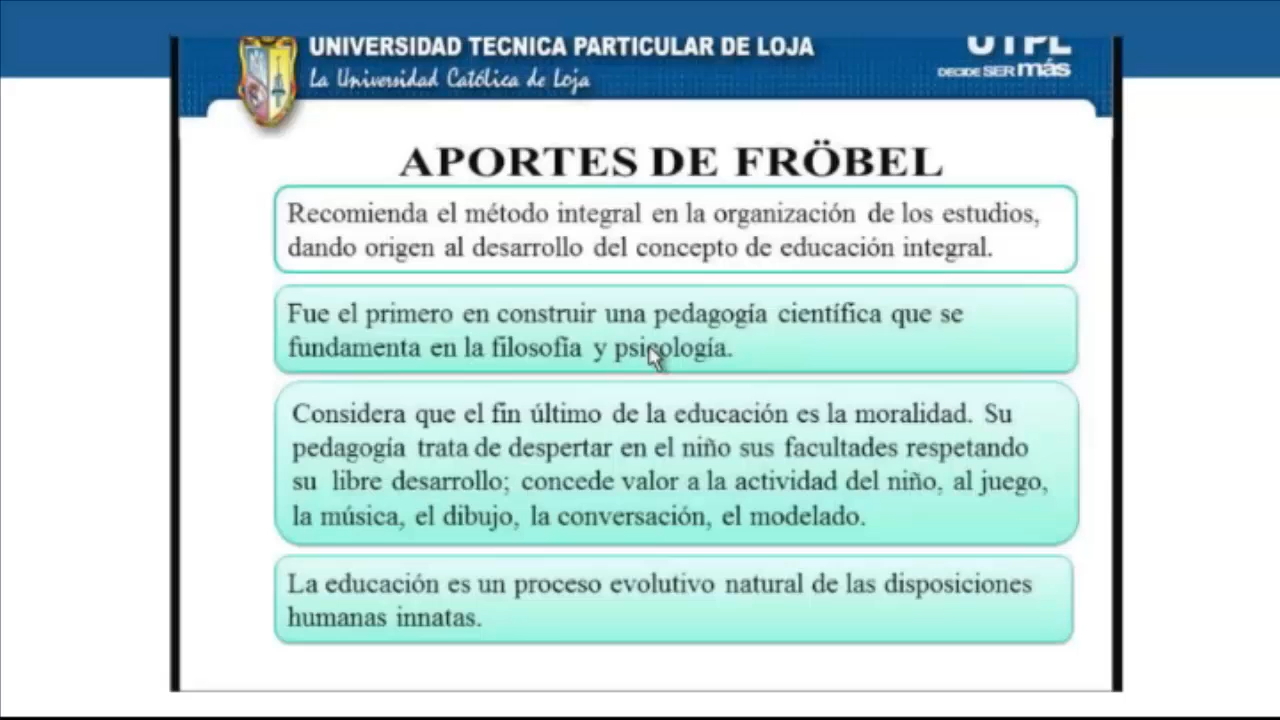 UNIVERSIDAD TECNICA PARTICULAR DE LOJA
La Universidad Católica de Loja
UTPL
DECIDE SER más
APORTES DE FRÖBEL
Recomienda el método integral en la organización de los estudios,
dando origen al desarrollo del concepto de educación integral.
Fue el primero en construir una pedagogía científica que se
fundamenta en la filosofía y psicología.
Considera que el fin último de la educación es la moralidad. Su
pedagogía trata de despertar en el niño sus facultades respetando
su libre desarrollo; concede valor a la actividad del niño, al juego,
la música, el dibujo, la conversación, el modelado.
La educación es un proceso evolutivo natural de las disposiciones
humanas innatas.